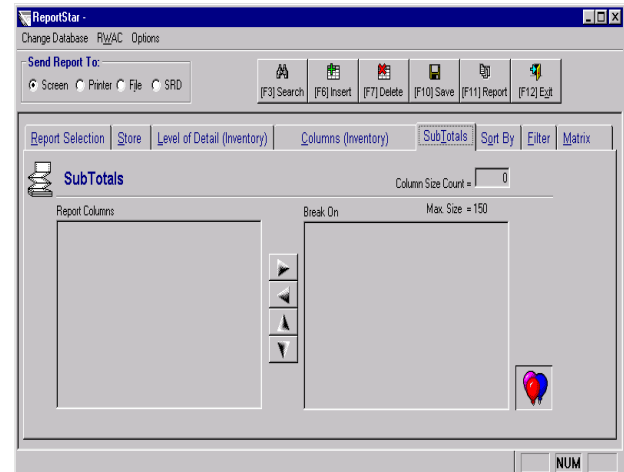 ReportStar -
Change Database RWAC Options
Send Report To:
Screen Printer File SRD
[F3] Search [F6] Insert [F7] Delete [F10] Save [F11] Report [F12] Exit
Report Selection Store Level of Detail (Inventory) Columns (Inventory) SubTotals Sort By Filter Matrix
SubTotals
Column Size Count = 0
Report Columns Break On Max. Size = 150
NUM